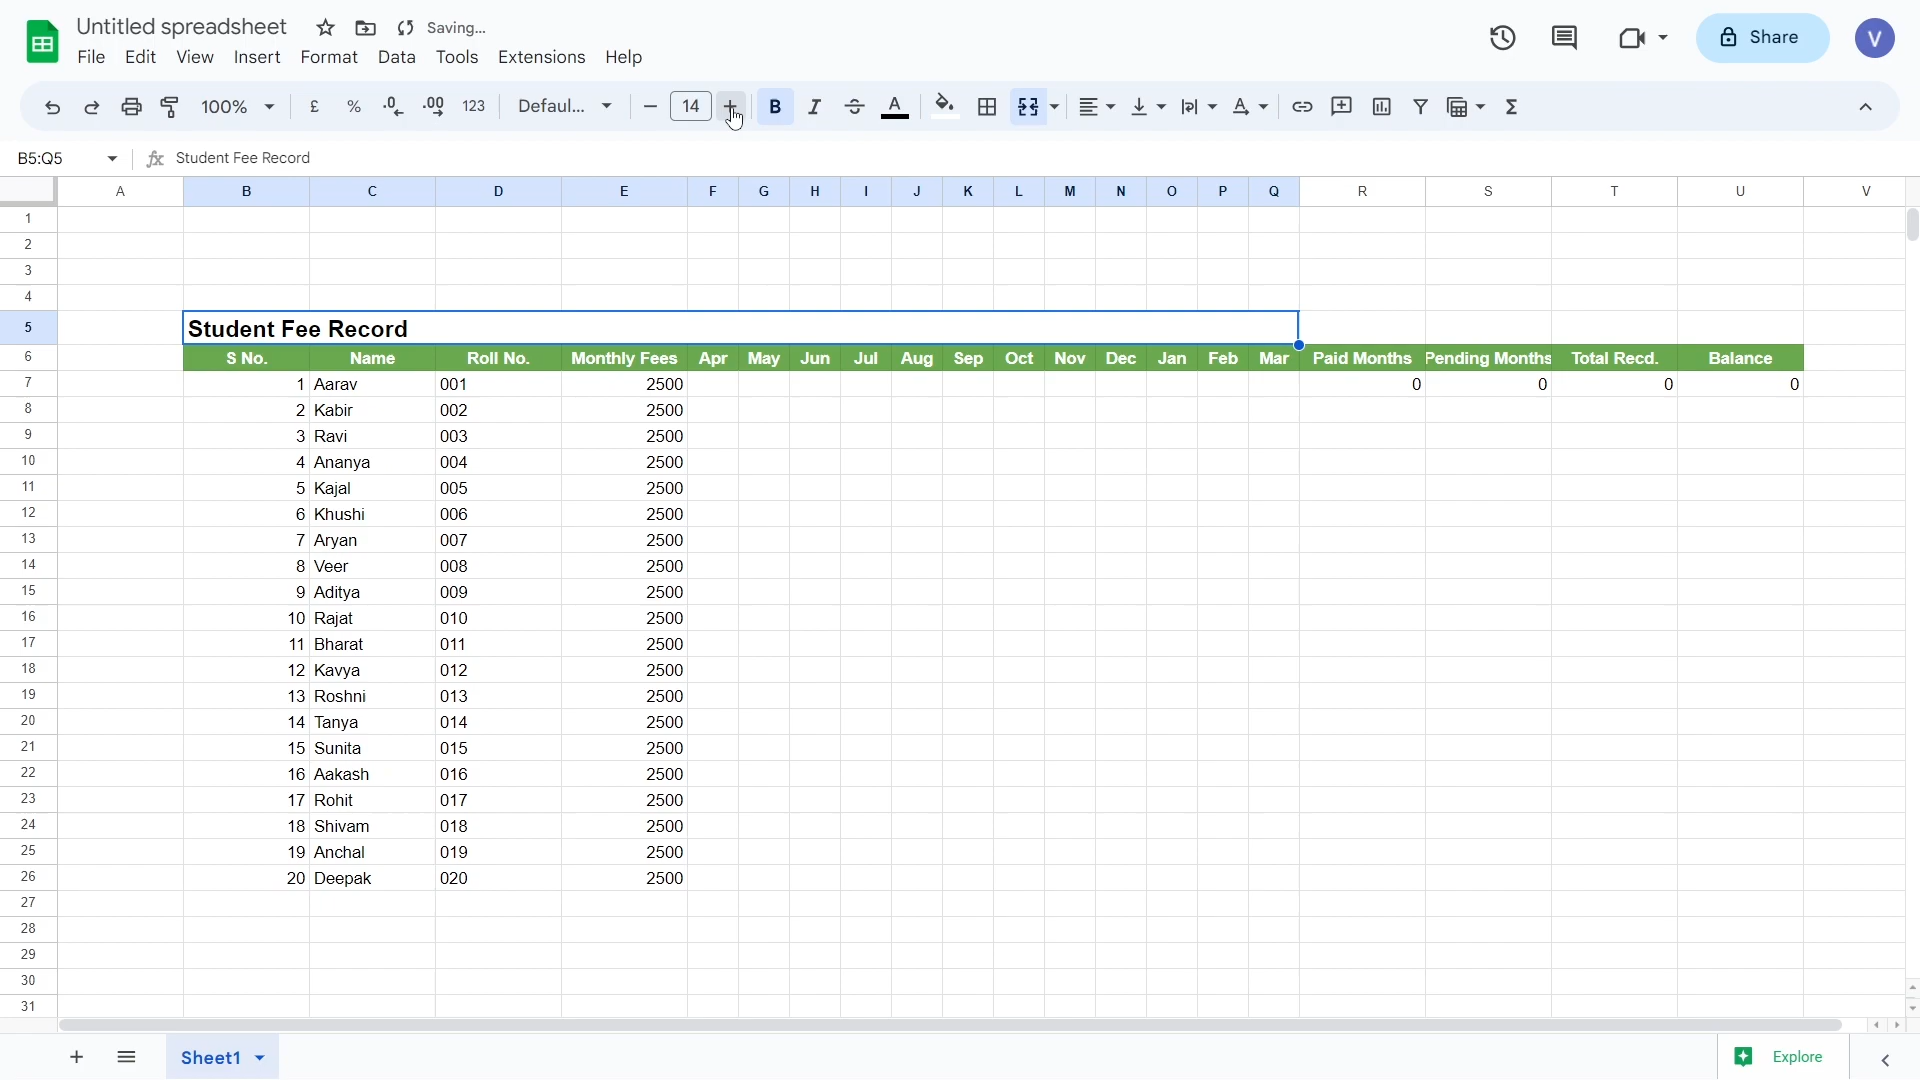 Untitled spreadsheet Saving...
File Edit View Insert Format Data Tools Extensions Help
Share
V
100% £ % .0 .00 123 Defaul... 14 B I A A Σ
B5:Q5 fx Student Fee Record
A B C D E F G H I J K L M N O P Q R S T U V
1
2
3
4
5 Student Fee Record
6 S No. Name Roll No. Monthly Fees Apr May Jun Jul Aug Sep Oct Nov Dec Jan Feb Mar Paid Months Pending Months Total Recd. Balance
7 1 Aarav 001 2500 0 0 0 0
8 2 Kabir 002 2500
9 3 Ravi 003 2500
10 4 Ananya 004 2500
11 5 Kajal 005 2500
12 6 Khushi 006 2500
13 7 Aryan 007 2500
14 8 Veer 008 2500
15 9 Aditya 009 2500
16 10 Rajat 010 2500
17 11 Bharat 011 2500
18 12 Kavya 012 2500
19 13 Roshni 013 2500
20 14 Tanya 014 2500
21 15 Sunita 015 2500
22 16 Aakash 016 2500
23 17 Rohit 017 2500
24 18 Shivam 018 2500
25 19 Anchal 019 2500
26 20 Deepak 020 2500
27
28
29
30
31
Sheet1 Explore